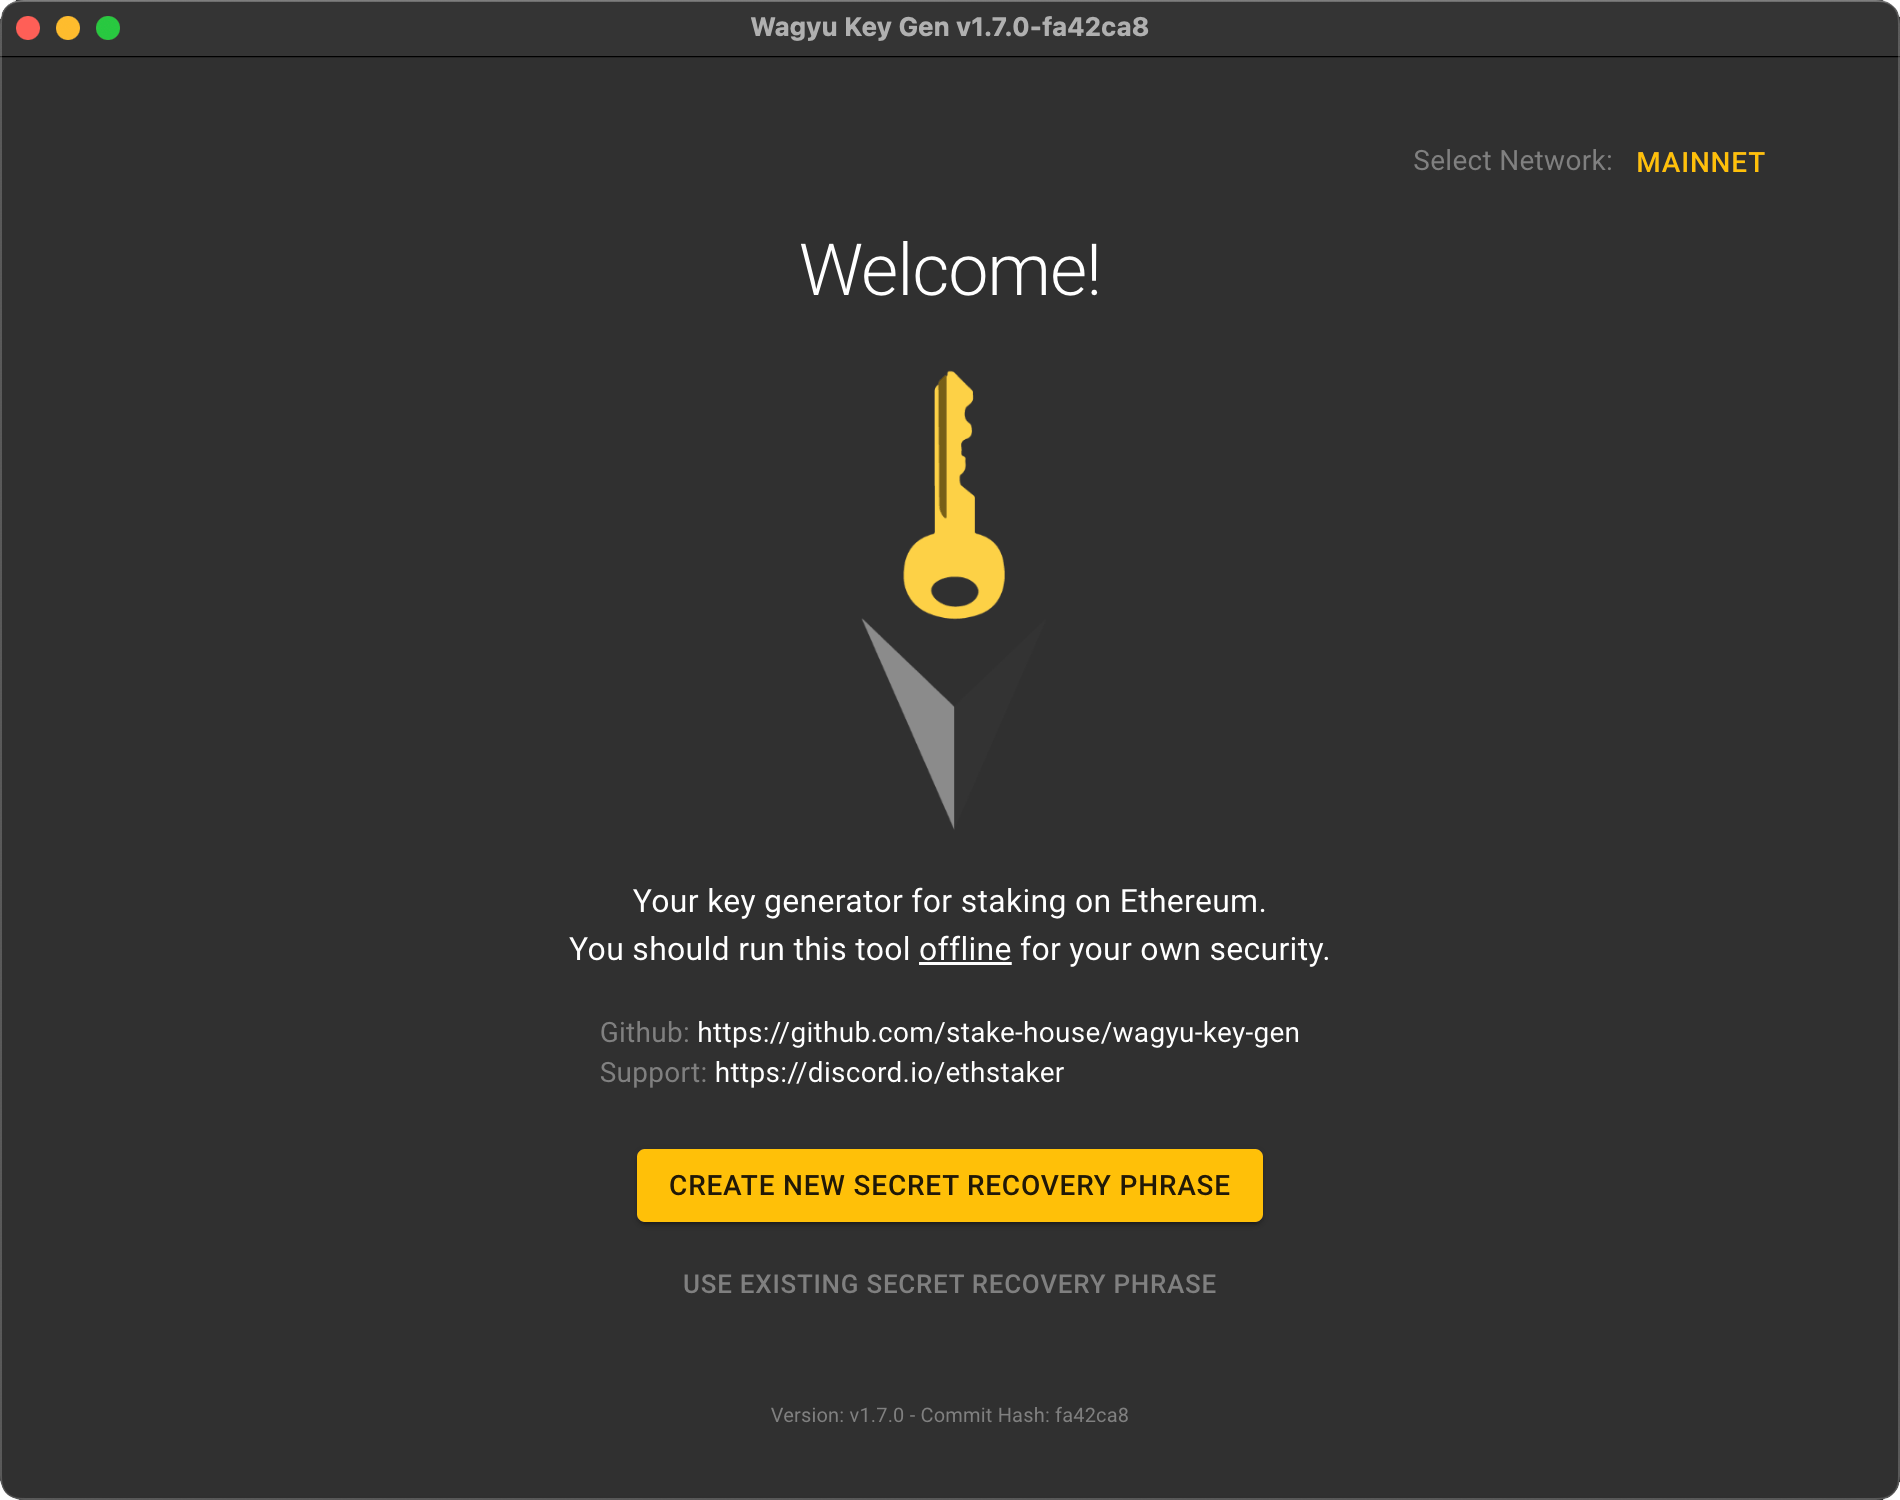 Wagyu Key Gen v1.7.0-fa42ca8
Select Network: MAINNET
Welcome!
Your key generator for staking on Ethereum.
You should run this tool offline for your own security.
Github: https://github.com/stake-house/wagyu-key-gen
Support: https://discord.io/ethstaker
CREATE NEW SECRET RECOVERY PHRASE
USE EXISTING SECRET RECOVERY PHRASE
Version: v1.7.0 - Commit Hash: fa42ca8